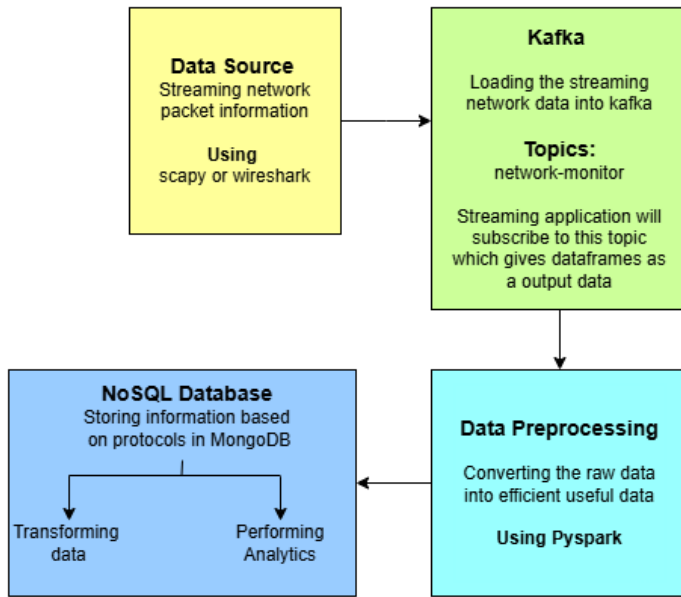 Data Source
Streaming network
packet information
Using
scapy or wireshark
Kafka
Loading the streaming
network data into kafka
Topics:
network-monitor
Streaming application will
subscribe to this topic
which gives dataframes as
a output data
Data Preprocessing
Converting the raw data
into efficient useful data
Using Pyspark
NoSQL Database
Storing information based
on protocols in MongoDB
Transforming
data
Performing
Analytics